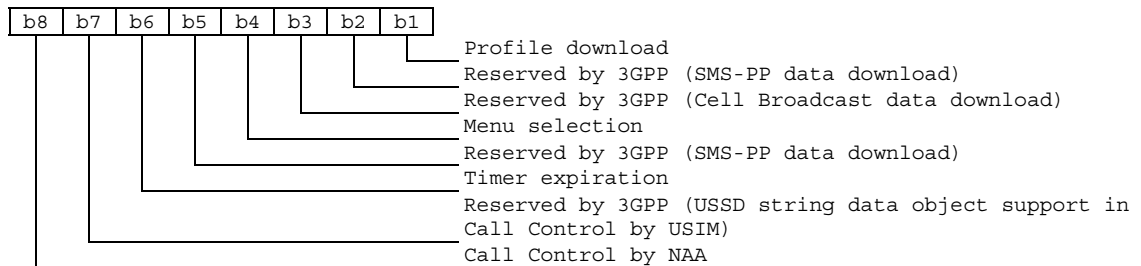 b8 b7 b6 b5 b4 b3 b2 b1
Profile download
Reserved by 3GPP (SMS-PP data download)
Reserved by 3GPP (Cell Broadcast data download)
Menu selection
Reserved by 3GPP (SMS-PP data download)
Timer expiration
Reserved by 3GPP (USSD string data object support in
Call Control by USIM)
Call Control by NAA